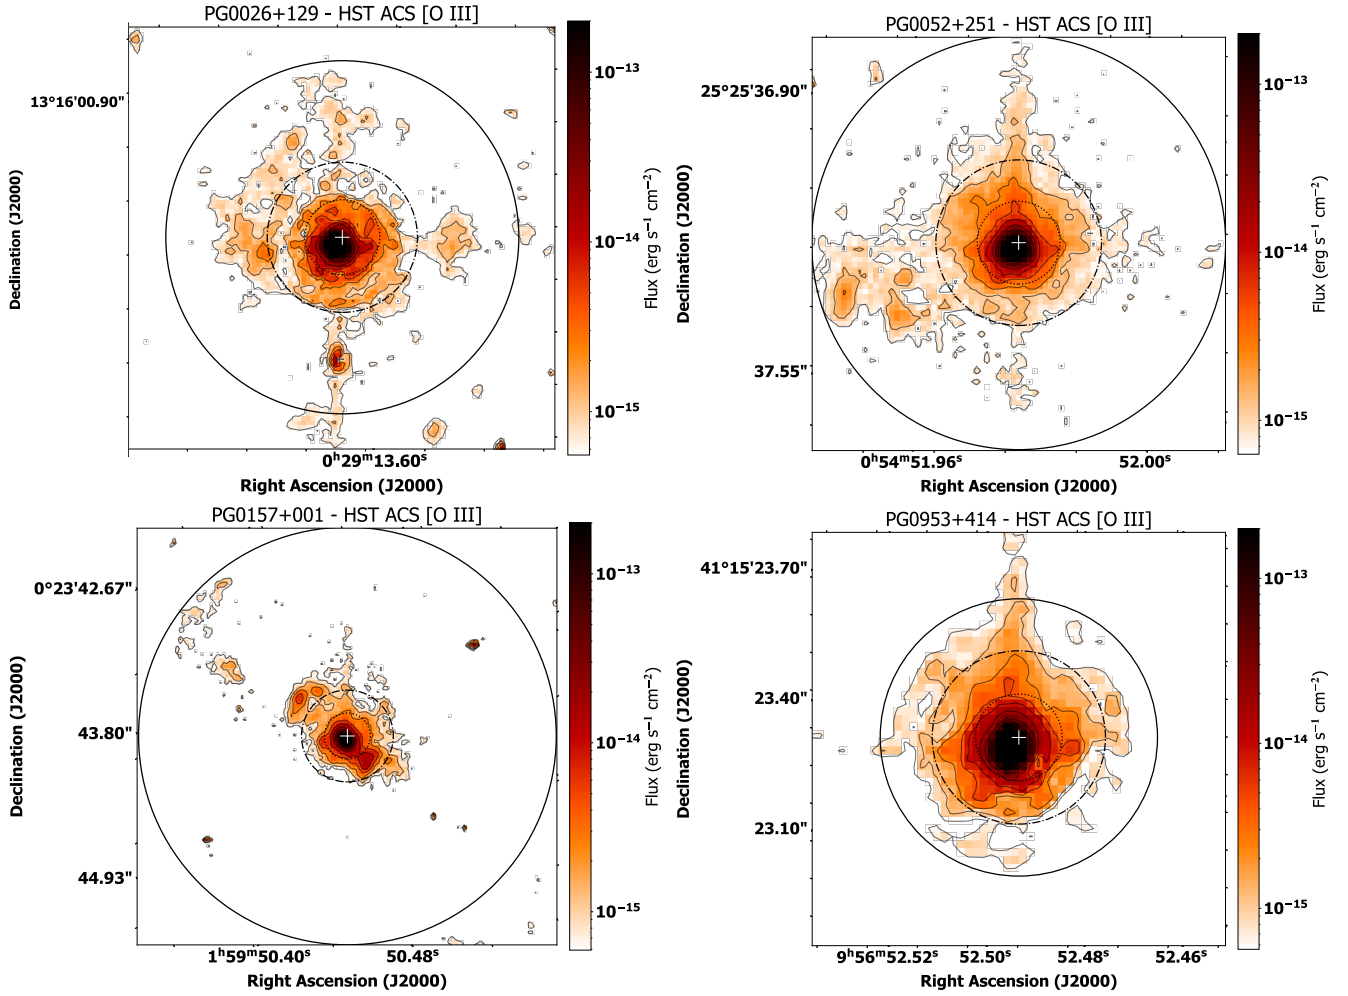 PG0026+129 - HST ACS [O III]
13°16'00.90"
Declination (J2000)
0ʰ29ᵐ13.60ˢ
Right Ascension (J2000)
10⁻¹³
10⁻¹⁴
10⁻¹⁵
Flux (erg s⁻¹ cm⁻²)
PG0052+251 - HST ACS [O III]
25°25'36.90"
37.55"
Declination (J2000)
0ʰ54ᵐ51.96ˢ
52.00ˢ
Right Ascension (J2000)
10⁻¹³
10⁻¹⁴
10⁻¹⁵
Flux (erg s⁻¹ cm⁻²)
PG0157+001 - HST ACS [O III]
0°23'42.67"
43.80"
44.93"
Declination (J2000)
1ʰ59ᵐ50.40ˢ
50.48ˢ
Right Ascension (J2000)
10⁻¹³
10⁻¹⁴
10⁻¹⁵
Flux (erg s⁻¹ cm⁻²)
PG0953+414 - HST ACS [O III]
41°15'23.70"
23.40"
23.10"
Declination (J2000)
9ʰ56ᵐ52.52ˢ
52.50ˢ
52.48ˢ
52.46ˢ
Right Ascension (J2000)
10⁻¹³
10⁻¹⁴
10⁻¹⁵
Flux (erg s⁻¹ cm⁻²)